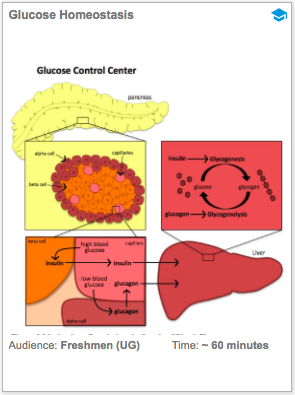 Glucose Homeostasis
Glucose Control Center
pancreas
alpha cell
capillaries
beta cell
insulin
Glycogenesis
glucose
glycogen
glucagon
Glycogenolysis
beta cell
high blood
glucose
capillary
insulin
insulin
low blood
glucose
glucagon
glucagon
alpha cell
Liver
Audience: Freshmen (UG)
Time: ~ 60 minutes